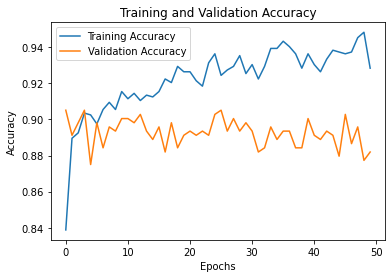 Training and Validation Accuracy
Training Accuracy
Validation Accuracy
Accuracy
0.94
0.92
0.90
0.88
0.86
0.84
0
10
20
30
40
50
Epochs